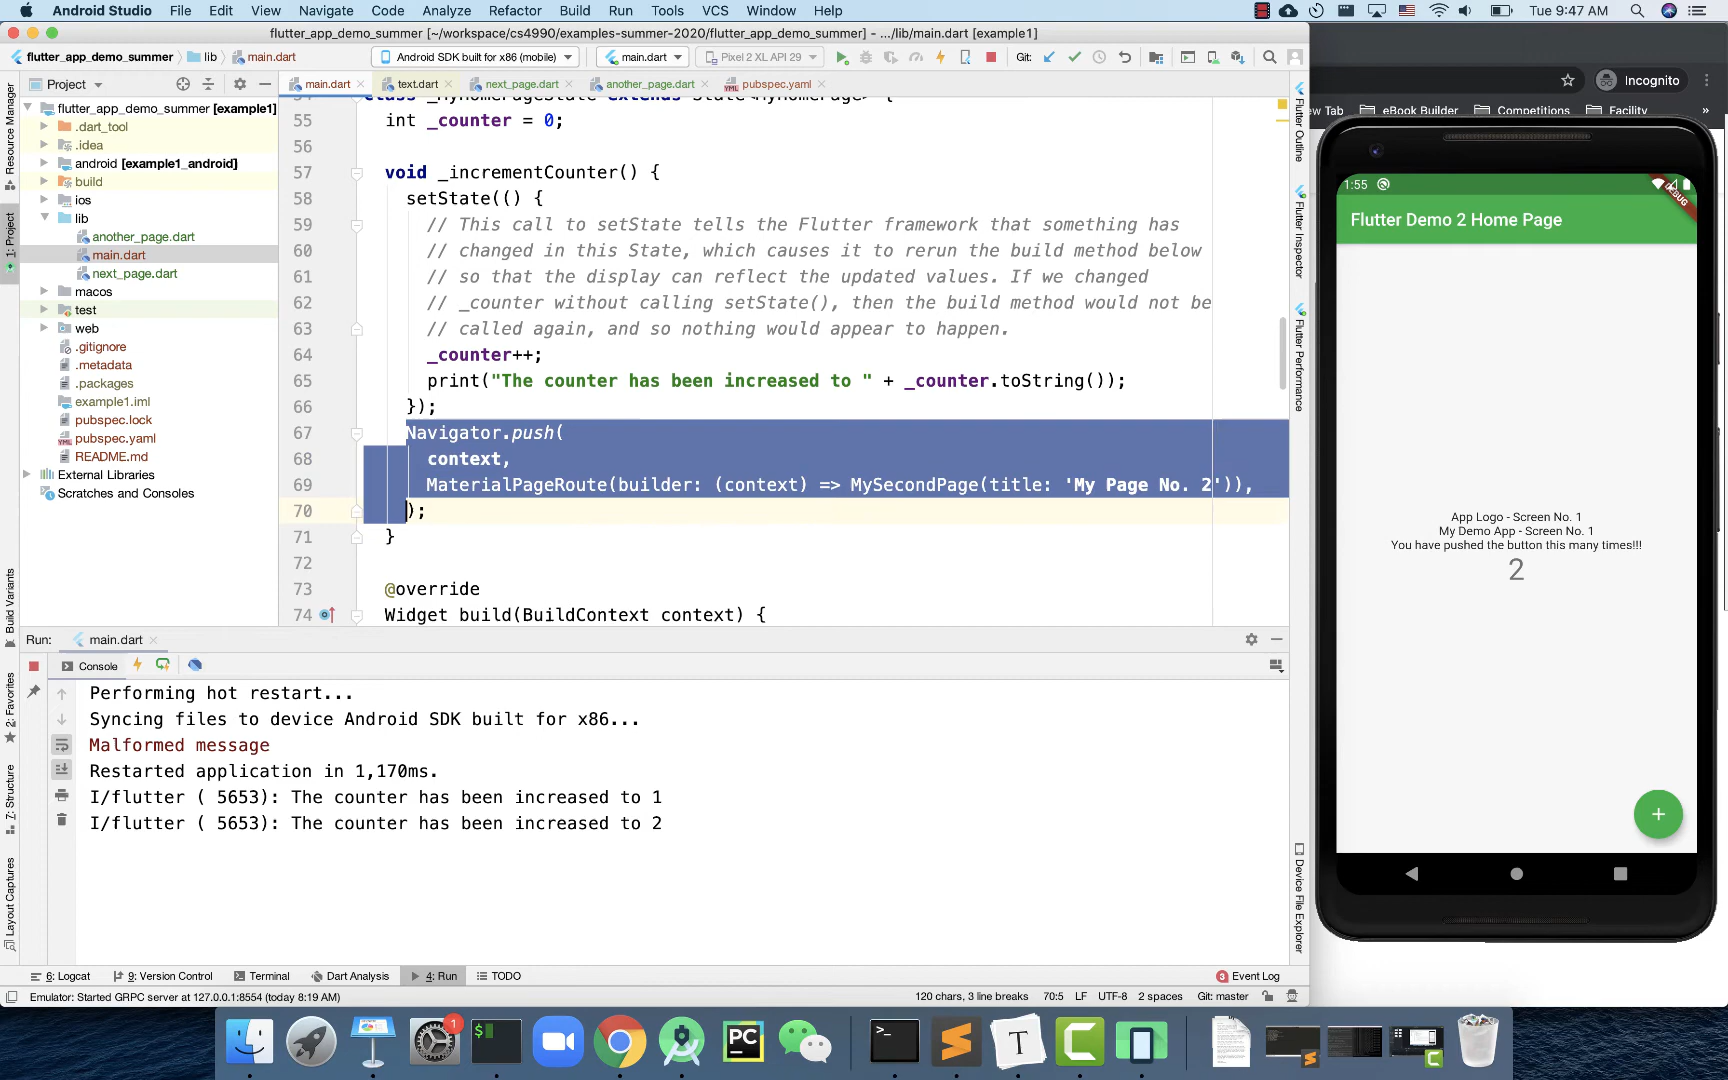 Android Studio File Edit View Navigate Code Analyze Refactor Build Run Tools VCS Window Help Tue 9:47 AM
flutter_app_demo_summer [~/workspace/cs4990/examples-summer-2020/flutter_app_demo_summer] - .../lib/main.dart [example1]
flutter_app_demo_summer lib main.dart Android SDK built for x86 (mobile) main.dart Pixel 2 XL API 29 Git:
Project main.dart text.dart next_page.dart another_page.dart pubspec.yaml
Incognito
w Tab eBook Builder Competitions Facility »
Resource Manager
1: Project
Build Variants
2: Favorites
7: Structure
Layout Captures
flutter_app_demo_summer [example1]
.dart_tool
.idea
android [example1_android]
build
ios
lib
another_page.dart
main.dart
next_page.dart
macos
test
web
.gitignore
.metadata
.packages
example1.iml
pubspec.lock
pubspec.yaml
README.md
External Libraries
Scratches and Consoles
class _MyHomePageState extends State<MyHomePage> {
55 int _counter = 0;
56
57 void _incrementCounter() {
58 setState(() {
59 // This call to setState tells the Flutter framework that something has
60 // changed in this State, which causes it to rerun the build method below
61 // so that the display can reflect the updated values. If we changed
62 // _counter without calling setState(), then the build method would not be
63 // called again, and so nothing would appear to happen.
64 _counter++;
65 print("The counter has been increased to " + _counter.toString());
66 });
67 Navigator.push(
68 context,
69 MaterialPageRoute(builder: (context) => MySecondPage(title: 'My Page No. 2')),
70 );
71 }
72
73 @override
74 Widget build(BuildContext context) {
Flutter Outline
Flutter Inspector
Flutter Performance
Device File Explorer
Run: main.dart
Console
Performing hot restart...
Syncing files to device Android SDK built for x86...
Malformed message
Restarted application in 1,170ms.
I/flutter ( 5653): The counter has been increased to 1
I/flutter ( 5653): The counter has been increased to 2
6: Logcat 9: Version Control Terminal Dart Analysis 4: Run TODO 3 Event Log
Emulator: Started GRPC server at 127.0.0.1:8554 (today 8:19 AM) 120 chars, 3 line breaks 70:5 LF UTF-8 2 spaces Git: master
1:55
DEBUG
Flutter Demo 2 Home Page
App Logo - Screen No. 1
My Demo App - Screen No. 1
You have pushed the button this many times!!!
2
+
1
$
PC
>_
S
T
C